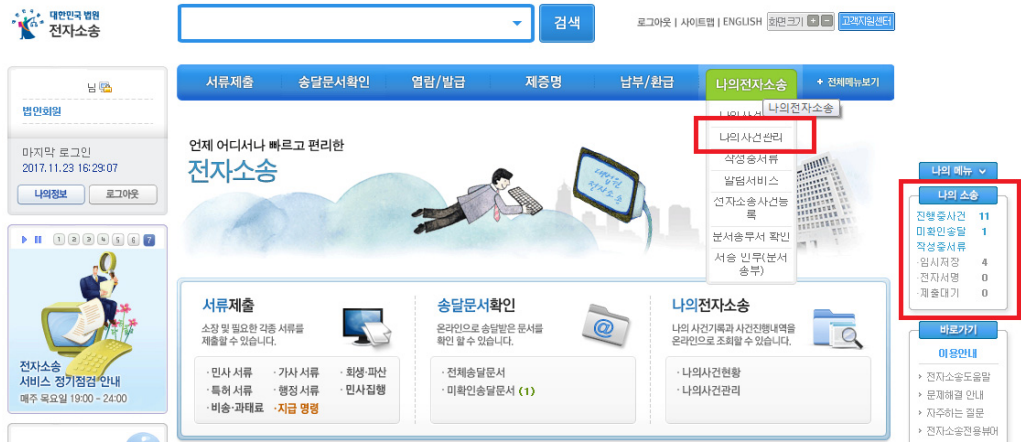 대한민국 법원
전자소송
검색
로그아웃 | 사이트맵 | ENGLISH 화면크기 + - 고객지원센터
님
법인회원
마지막 로그인
2017.11.23 16:29:07
나의정보 로그아웃
서류제출 송달문서확인 열람/발급 제증명 납부/환급 나의전자소송 + 전체메뉴보기
나의전자소송
나의사건관리
작성중서류
알림서비스
전자소송사건등
록
문서송부서 확인
(문서
송부)
언제 어디서나 빠르고 편리한
전자소송
대법원
전자소송
1 2 3 4 5 6 7
전자소송
서비스 정기점검 안내
매주 목요일 19:00 - 24:00
서류제출
소장 및 필요한 각종 서류를
제출할 수 있습니다.
·민사 서류 ·가사 서류 ·회생·파산
·특허 서류 ·행정 서류 ·민사집행
·비송·과태료 ·지급 명령
송달문서확인
온라인으로 송달받은 문서를
확인 할 수 있습니다.
@
·전체송달문서
·미확인송달문서 (1)
나의전자소송
나의 사건기록과 사건진행내역을
온라인으로 조회할 수 있습니다.
·나의사건현황
·나의사건관리
나의 메뉴
나의 소송
진행중사건 11
미확인송달 1
작성중서류
·임시저장 4
·전자서명 0
·제출대기 0
바로가기
이용안내
› 전자소송도움말
› 문제해결 안내
› 자주하는 질문
› 전자소송전용뷰어